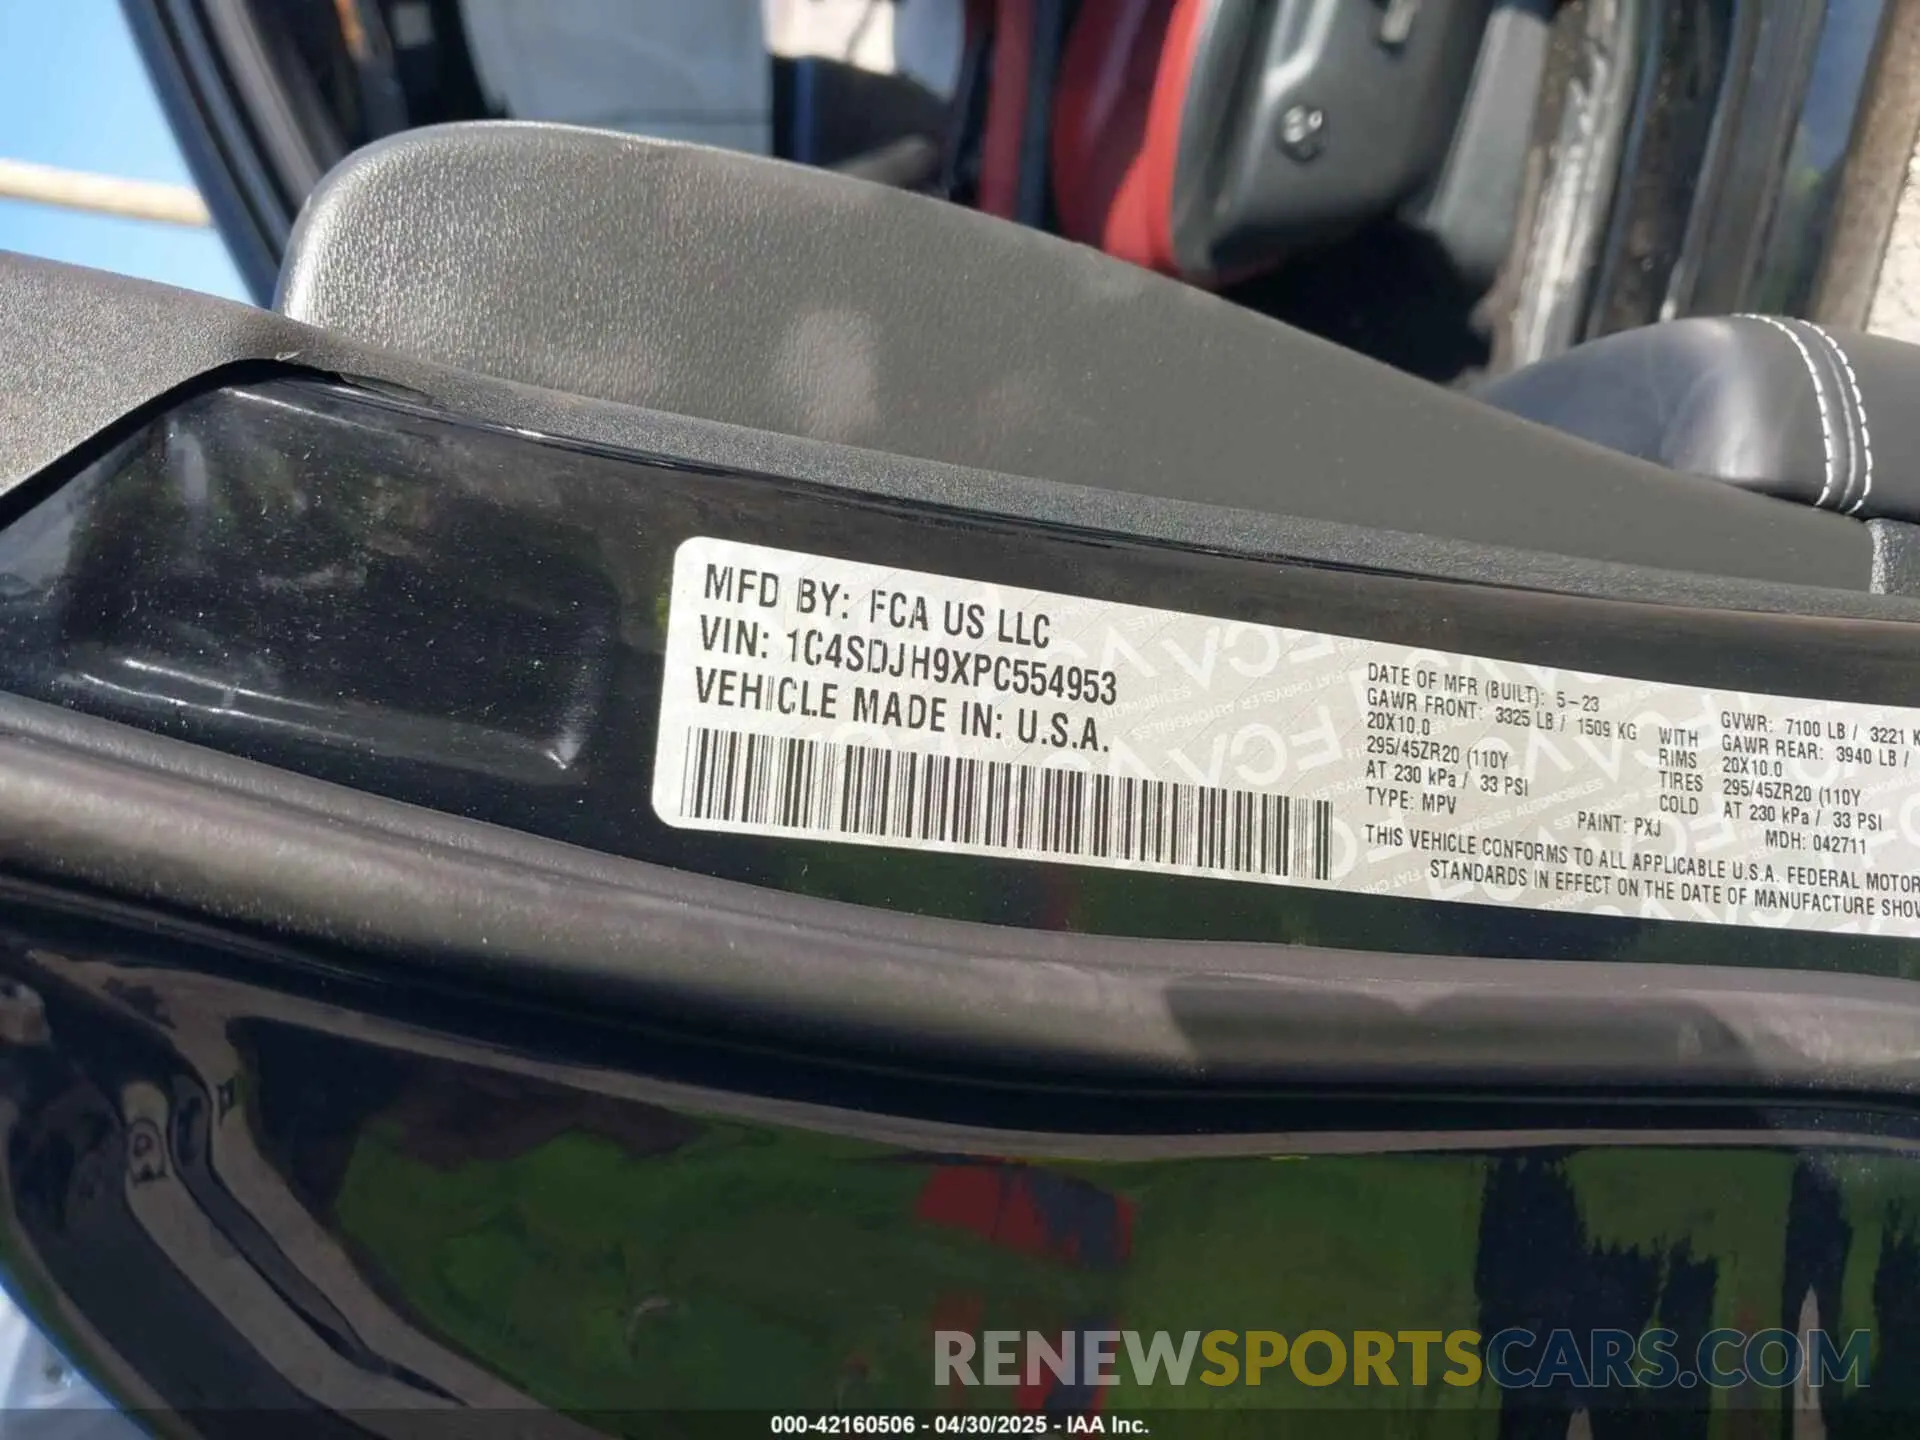 MFD BY: FCA US LLC
VIN: 1C4SDJH9XPC554953
VEHICLE MADE IN: U.S.A.
DATE OF MFR (BUILT): 5-23
GAWR FRONT: 3325 LB / 1509 KG WITH
20X10.0 RIMS
295/45ZR20 (110Y TIRES
AT 230 kPa / 33 PSI COLD
TYPE: MPV PAINT: PXJ
GVWR: 7100 LB / 3221 K
GAWR REAR: 3940 LB /
20X10.0
295/45ZR20 (110Y
AT 230 kPa / 33 PSI
MDH: 042711
THIS VEHICLE CONFORMS TO ALL APPLICABLE U.S.A. FEDERAL MOTOR
STANDARDS IN EFFECT ON THE DATE OF MANUFACTURE SHOW
RENEWSPORTSCARS.COM
000-42160506 - 04/30/2025 - IAA Inc.